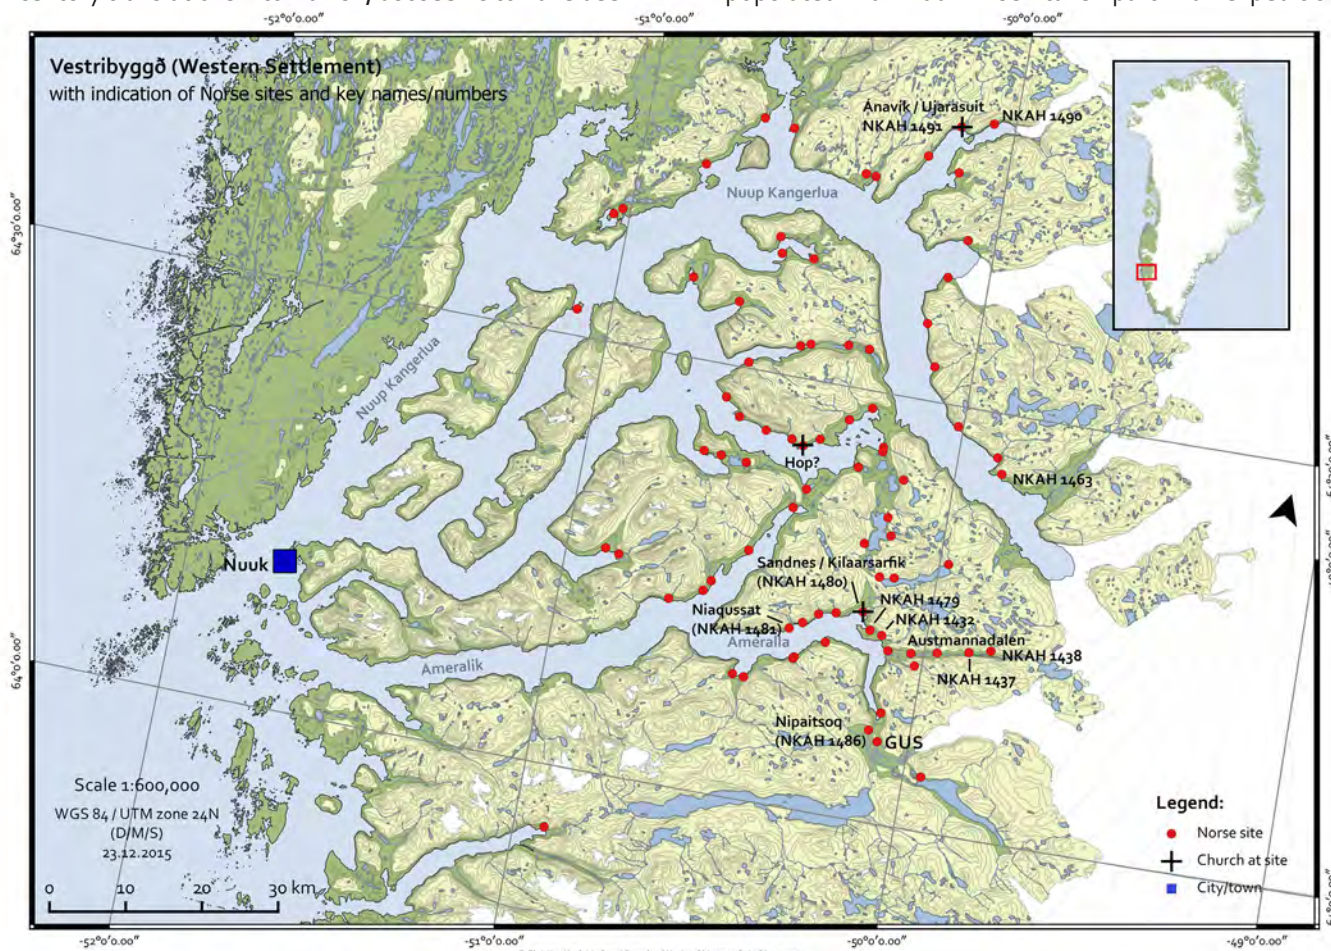 -52°0'0.00"
-51°0'0.00"
-50°0'0.00"
Vestribyggð (Western Settlement)
with indication of Norse sites and key names/numbers
Ánavík / Ujarasuit
NKAH 1491
NKAH 1490
Nuup Kangerlua
64°30'0.00"
Nuup Kangerlua
Hop?
NKAH 1463
Nuuk
Sandnes / Kilaarsarfik
(NKAH 1480)
NKAH 1479
Niaqussat
(NKAH 1481)
NKAH 1432
Ameralla
Austmannadalen
NKAH 1438
Ameralik
NKAH 1437
64°0'0.00"
Nipaitsoq
(NKAH 1486)
GUS
Scale 1:600,000
WGS 84 / UTM zone 24N
(D/M/S)
23.12.2015
0 10 20 30 km
Legend:
Norse site
Church at site
City/town
-52°0'0.00"
-51°0'0.00"
-50°0'0.00"
-49°0'0.00"